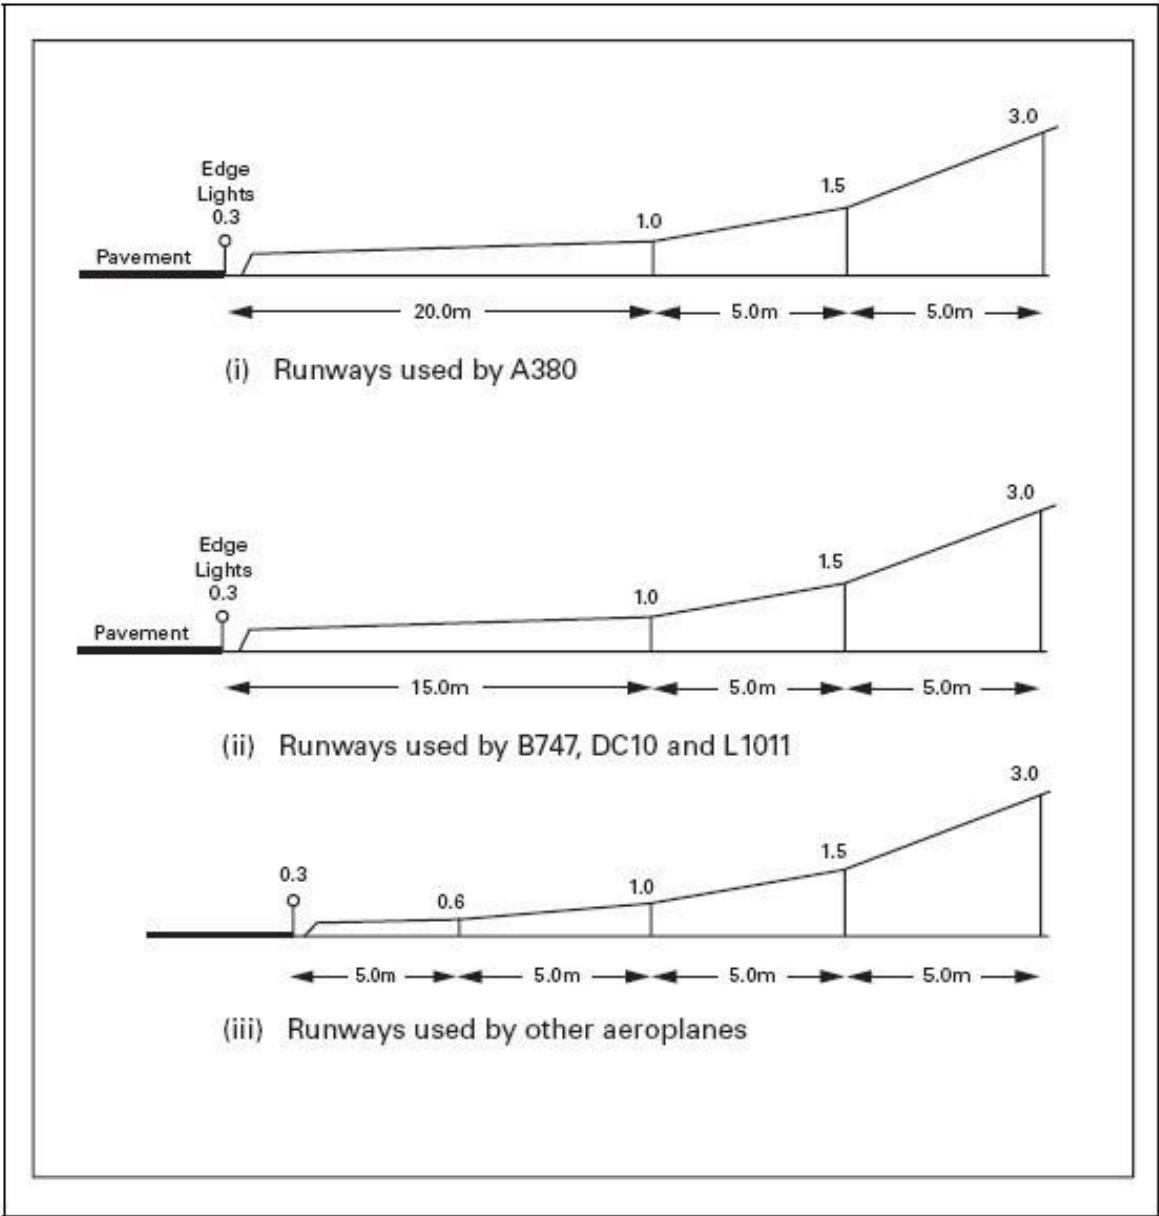 3.0
Edge
Lights
0.3
1.5
1.0
Pavement
20.0m 5.0m 5.0m
(i) Runways used by A380
3.0
Edge
Lights
0.3
1.5
1.0
Pavement
15.0m 5.0m 5.0m
(ii) Runways used by B747, DC10 and L1011
3.0
1.5
0.3
1.0
0.6
5.0m 5.0m 5.0m 5.0m
(iii) Runways used by other aeroplanes